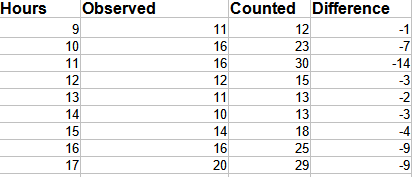 Hours Observed Counted Difference
9 11 12 -1
10 16 23 -7
11 16 30 -14
12 12 15 -3
13 11 13 -2
14 10 13 -3
15 14 18 -4
16 16 25 -9
17 20 29 -9